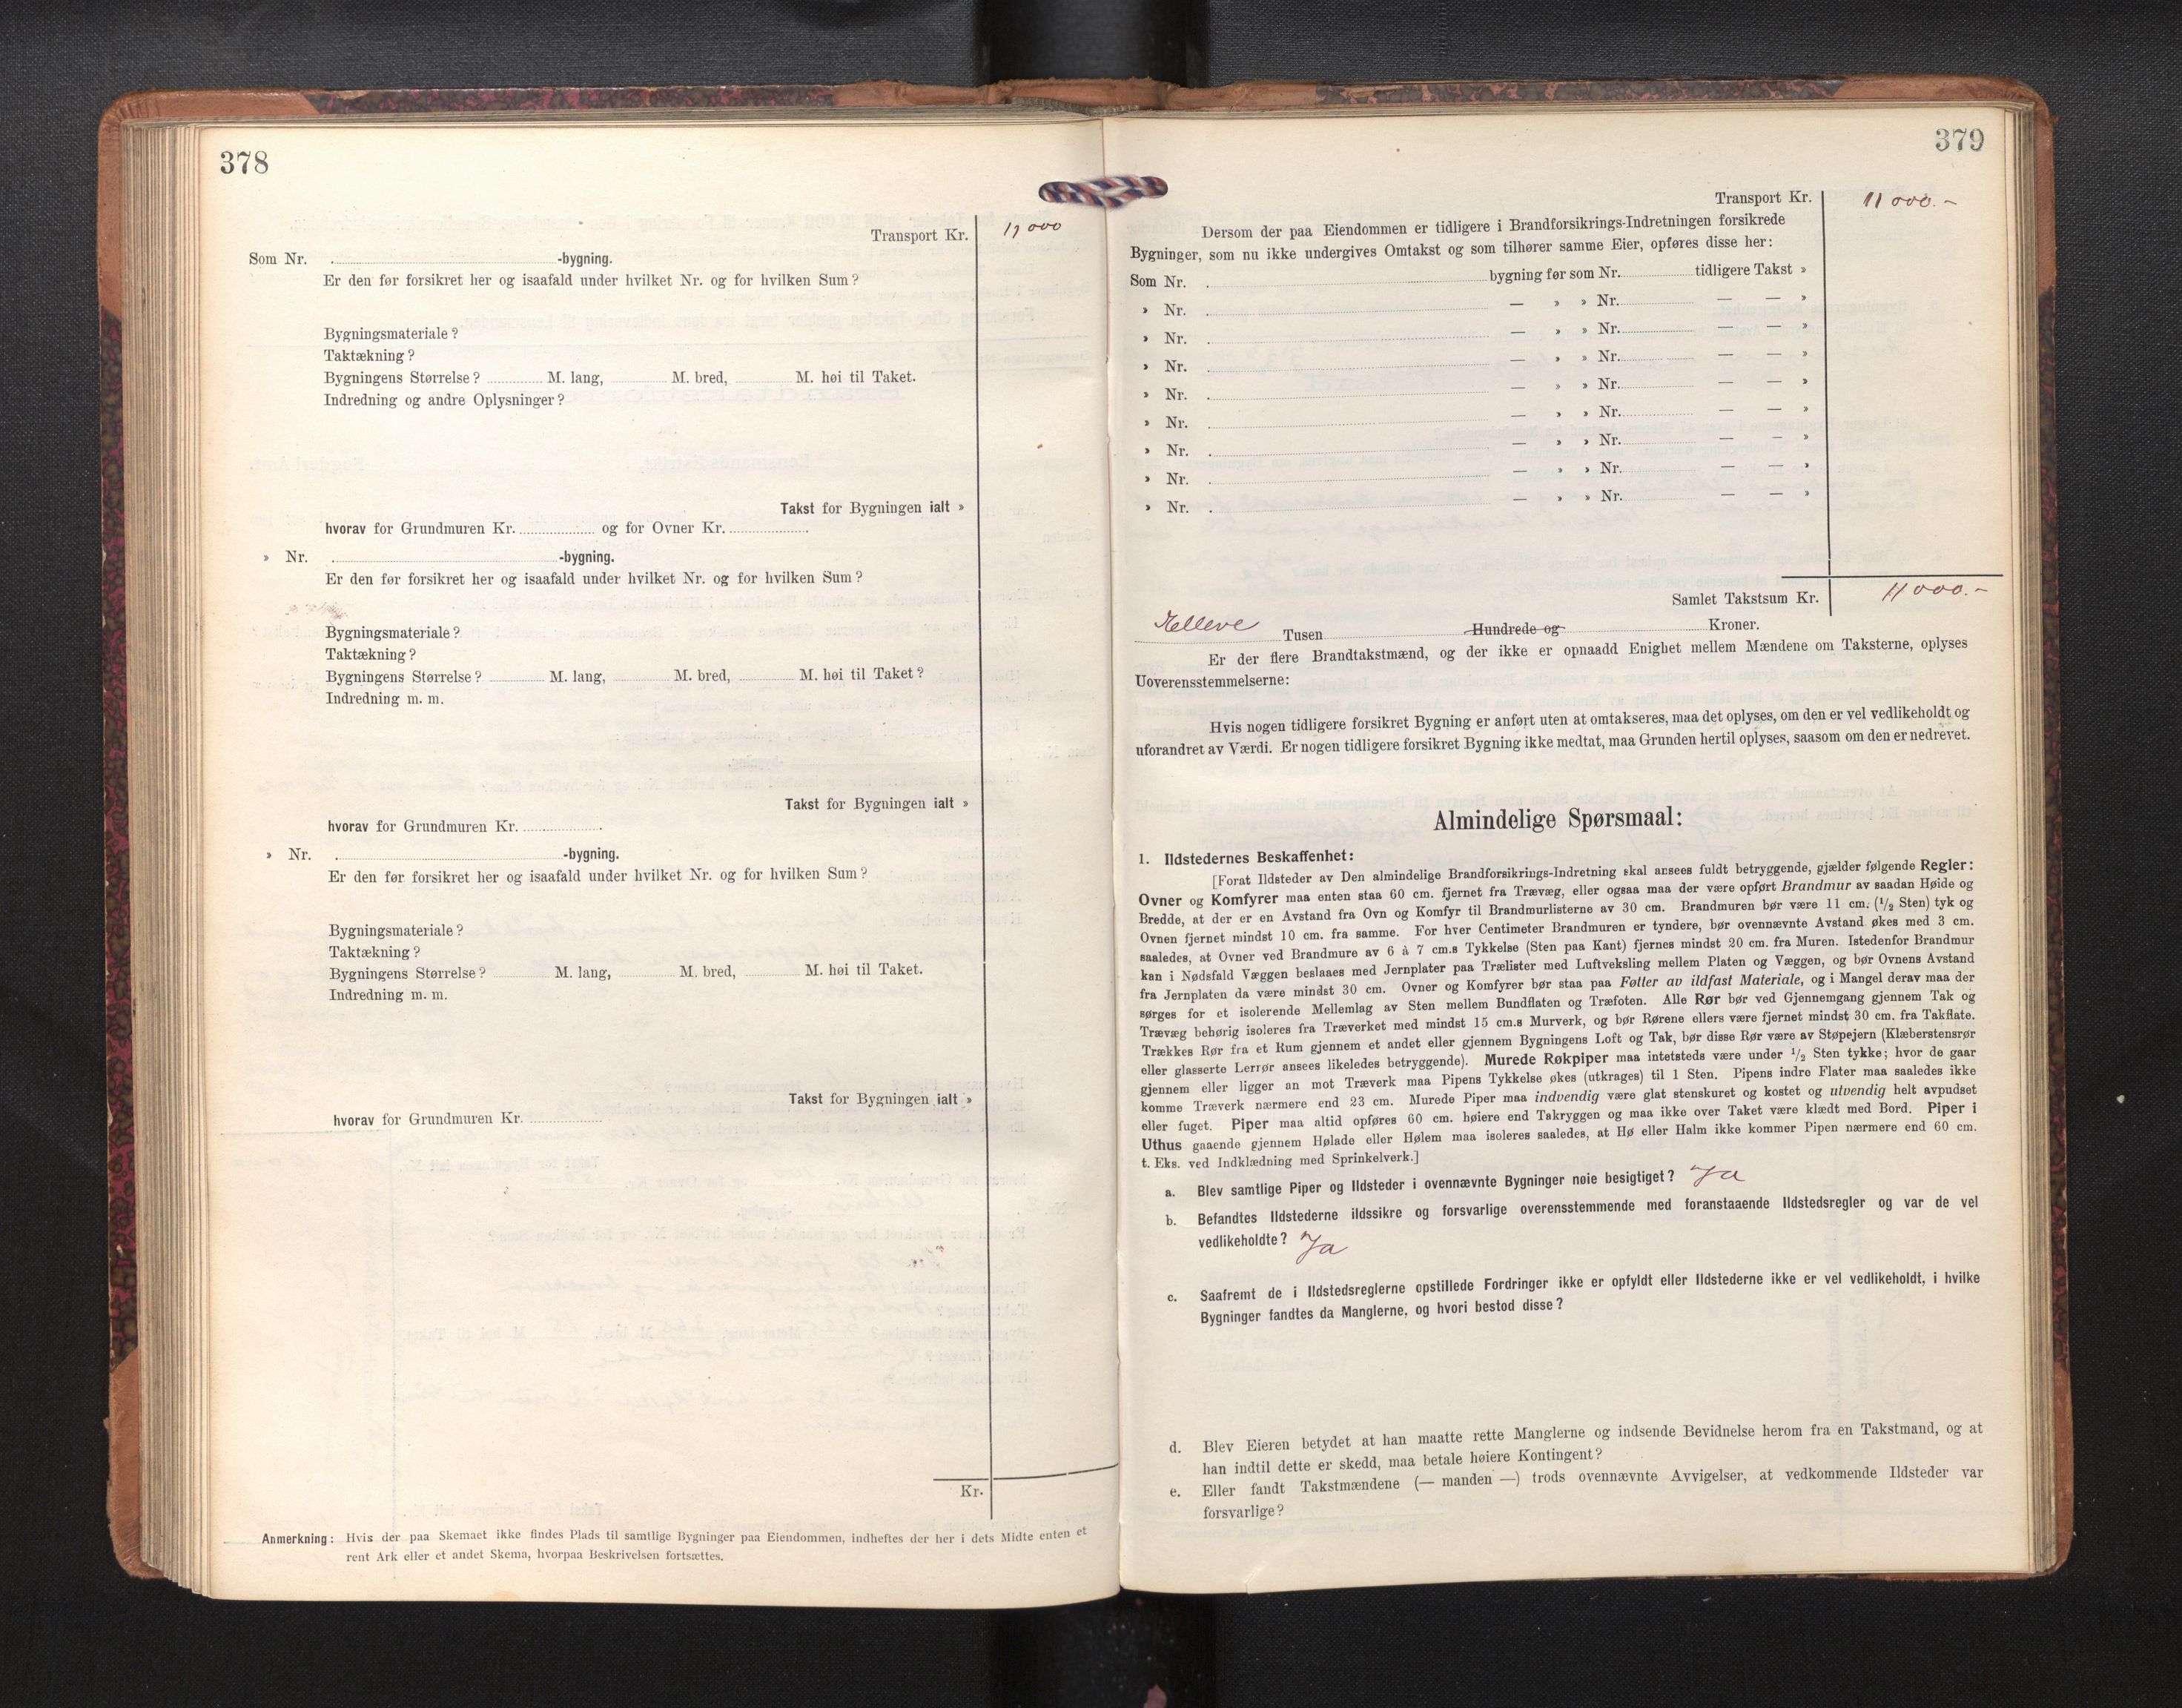 378
Transport Kr. 11000
Som Nr. -bygning.
Er den før forsikret her og isaafald under hvilket Nr. og for hvilken Sum?
Bygningsmateriale?
Taktækning?
Bygningens Størrelse? M. lang, M. bred, M. høi til Taket.
Indredning og andre Oplysninger?
Takst for Bygningen ialt »
hvorav for Grundmuren Kr. og for Ovner Kr.
» Nr. -bygning.
Er den før forsikret her og isaafald under hvilket Nr. og for hvilken Sum?
Bygningsmateriale?
Taktækning?
Bygningens Størrelse? M. lang, M. bred, M. høi til Taket?
Indredning m. m.
Takst for Bygningen ialt »
hvorav for Grundmuren Kr.
» Nr. -bygning.
Er den før forsikret her og isaafald under hvilket Nr. og for hvilken Sum?
Bygningsmateriale?
Taktækning?
Bygningens Størrelse? M. lang, M. bred, M. høi til Taket.
Indredning m. m.
Takst for Bygningen ialt »
hvorav for Grundmuren Kr.
Kr.
Anmerkning: Hvis der paa Skemaet ikke findes Plads til samtlige Bygninger paa Eiendommen, indheftes der her i dets Midte enten et
rent Ark eller et andet Skema, hvorpaa Beskrivelsen fortsættes.
379
Transport Kr. 11 000.-
Dersom der paa Eiendommen er tidligere i Brandforsikrings-Indretningen forsikrede
Bygninger, som nu ikke undergives Omtakst og som tilhører samme Eier, opføres disse her:
Som Nr. bygning før som Nr. tidligere Takst »
» Nr. — » » Nr. — — »
» Nr. — » » Nr. — — »
» Nr. — » » Nr. — — »
» Nr. — » » Nr. — — »
» Nr. — » » Nr. — — »
» Nr. — » » Nr. — — »
» Nr. — » » Nr. — — »
» Nr. — » » Nr. — — »
Samlet Takstsum Kr. 11 000.-
Elleve Tusen Hundrede og Kroner.
Er der flere Brandtakstmænd, og der ikke er opnaadd Enighet mellem Mændene om Taksterne, oplyses
Uoverensstemmelserne:
Hvis nogen tidligere forsikret Bygning er anført uten at omtakseres, maa det oplyses, om den er vel vedlikeholdt og
uforandret av Værdi. Er nogen tidligere forsikret Bygning ikke medtat, maa Grunden hertil oplyses, saasom om den er nedrevet.
Almindelige Spørsmaal:
1. Ildstedernes Beskaffenhet:
[Forat Ildsteder av Den almindelige Brandforsikrings-Indretning skal ansees fuldt betryggende, gjælder følgende Regler:
Ovner og Komfyrer maa enten staa 60 cm. fjernet fra Trævæg, eller ogsaa maa der være opført Brandmur av saadan Høide og
Bredde, at der er en Avstand fra Ovn og Komfyr til Brandmurlisterne av 30 cm. Brandmuren bør være 11 cm. (1/2 Sten) tyk og
Ovnen fjernet mindst 10 cm. fra samme. For hver Centimeter Brandmuren er tyndere, bør ovennævnte Avstand økes med 3 cm.
saaledes, at Ovner ved Brandmure av 6 à 7 cm.s Tykkelse (Sten paa Kant) fjernes mindst 20 cm. fra Muren. Istedenfor Brandmur
kan i Nødsfald Væggen beslaaes med Jernplater paa Trælister med Luftveksling mellem Platen og Væggen, og bør Ovnens Avstand
fra Jernplaten da være mindst 30 cm. Ovner og Komfyrer bør staa paa Føtter av ildfast Materiale, og i Mangel derav maa der
sørges for et isolerende Mellemlag av Sten mellem Bundflaten og Træfoten. Alle Rør bør ved Gjennemgang gjennem Tak og
Trævæg behørig isoleres fra Træverket med mindst 15 cm.s Murverk, og bør Rørene ellers være fjernet mindst 30 cm. fra Takflate.
Trækkes Rør fra et Rum gjennem et andet eller gjennem Bygningens Loft og Tak, bør disse Rør være av Støpejern (Klæberstensrør
eller glasserte Lerrør ansees likeledes betryggende). Murede Røkpiper maa intetsteds være under 1/2 Sten tykke; hvor de gaar
gjennem eller ligger an mot Træverk maa Pipens Tykkelse økes (utkrages) til 1 Sten. Pipens indre Flater maa saaledes ikke
komme Træverk nærmere end 23 cm. Murede Piper maa indvendig være glat stenskuret og kostet og utvendig helt avpudset
eller fuget. Piper maa altid opføres 60 cm. høiere end Takryggen og maa ikke over Taket være klædt med Bord. Piper i
Uthus gaaende gjennem Hølade eller Hølem maa isoleres saaledes, at Hø eller Halm ikke kommer Pipen nærmere end 60 cm.
t. Eks. ved Indklædning med Sprinkelverk.]
a. Blev samtlige Piper og Ildsteder i ovennævnte Bygninger nøie besigtiget? Ja
b. Befandtes Ildstederne ildssikre og forsvarlige overensstemmende med foranstaaende Ildstedsregler og var de vel
vedlikeholdte? Ja
c. Saafremt de i Ildstedsreglerne opstillede Fordringer ikke er opfyldt eller Ildstederne ikke er vel vedlikeholdt, i hvilke
Bygninger fandtes da Manglerne, og hvori bestod disse?
d. Blev Eieren betydet at han maatte rette Manglerne og indsende Bevidnelse herom fra en Takstmand, og at
han indtil dette er skedd, maa betale høiere Kontingent?
e. Eller fandt Takstmændene (— manden —) trods ovennævnte Avvigelser, at vedkommende Ildsteder var
forsvarlige?